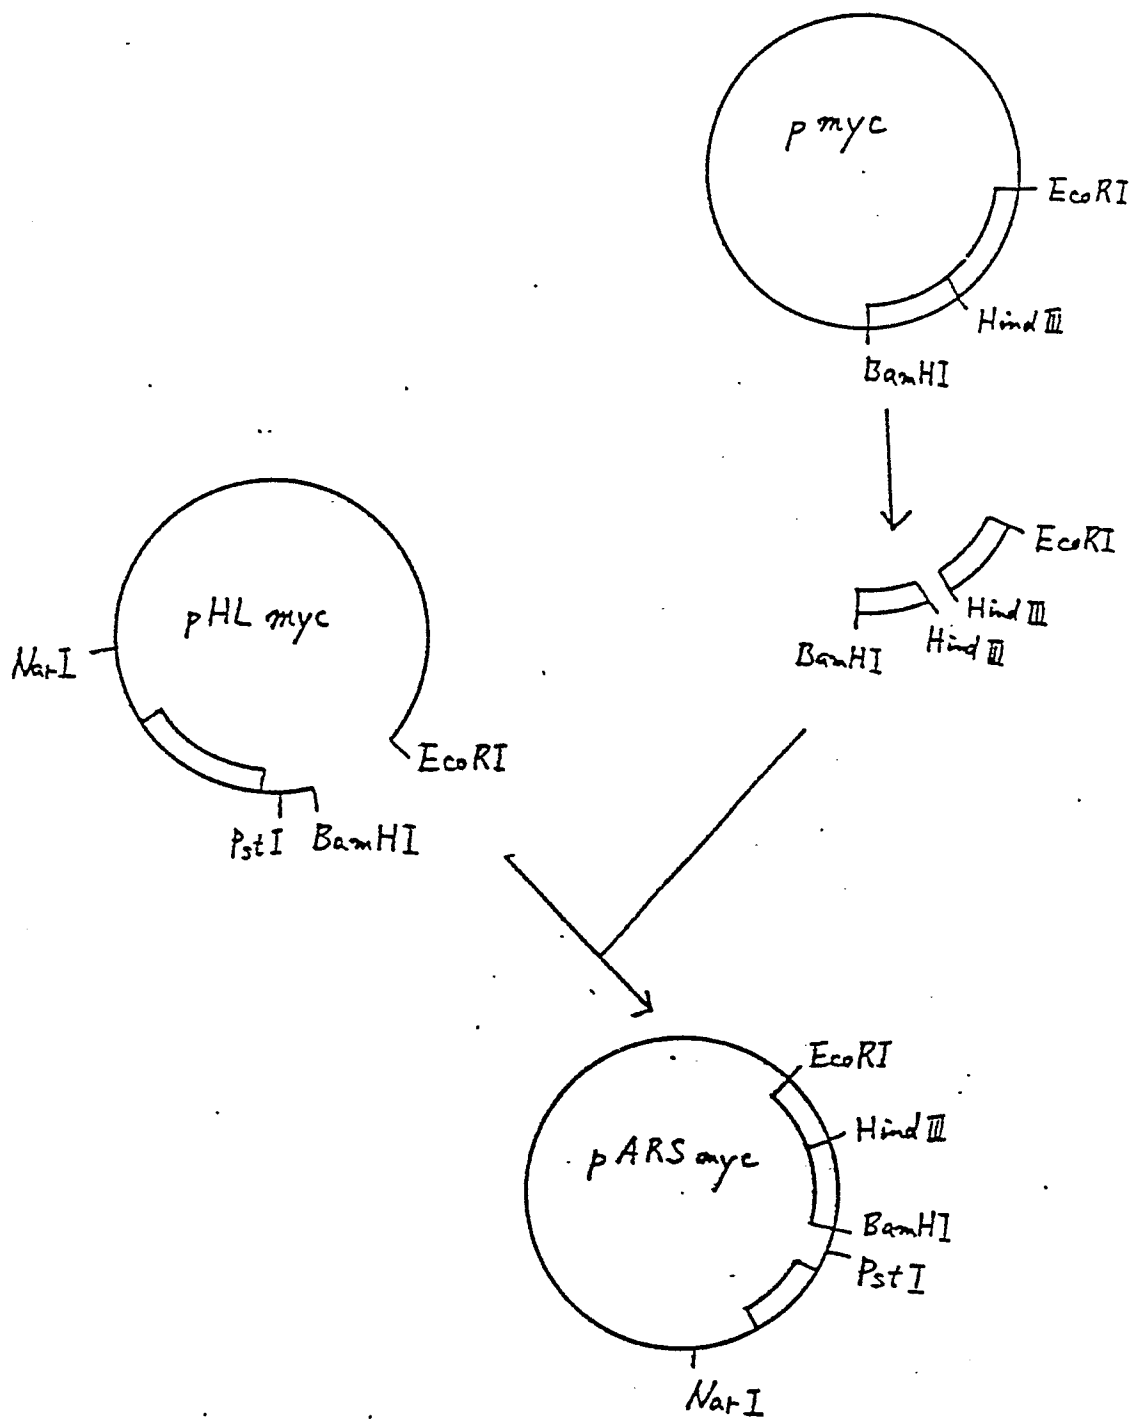 p myc
EcoRI
Hind III
BamHI
EcoRI
Hind III
Hind III
BamHI
pHL myc
NarI
EcoRI
PstI BamHI
EcoRI
Hind III
pARS myc
BamHI
PstI
NarI